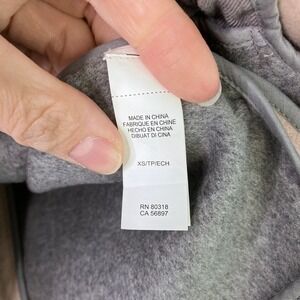 MADE IN CHINA
FABRIQUE EN CHINE
HECHO EN CHINA
DIBUAT DI CINA
XS/TP/ECH
RN 80318
CA 56897